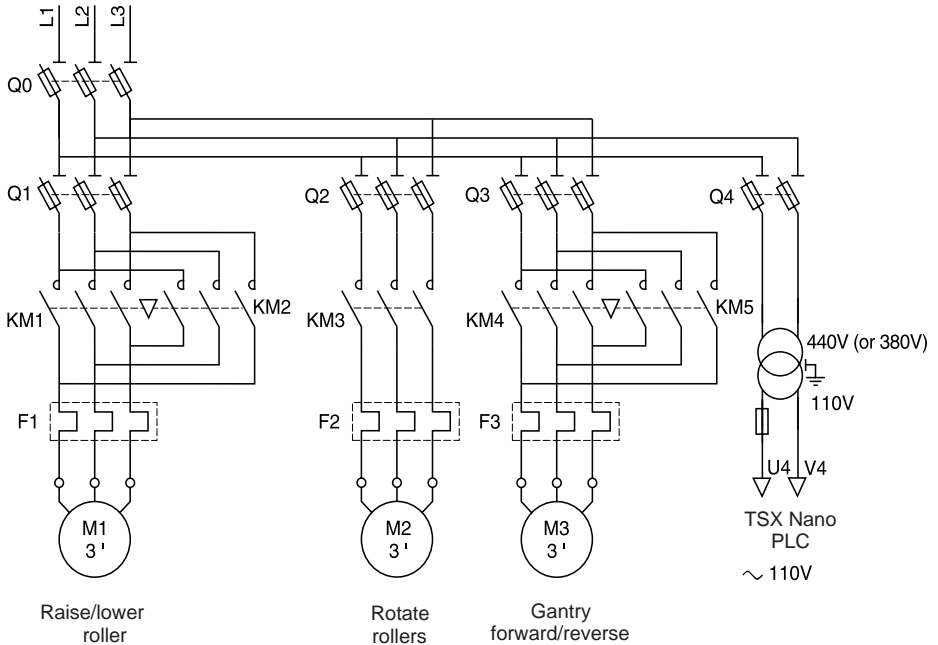 L1
L2
L3
Q0
Q1
Q2
Q3
Q4
KM1
KM2
KM3
KM4
KM5
440V (or 380V)
110V
F1
F2
F3
U4
V4
M1
3 '
M2
3 '
M3
3 '
TSX Nano
PLC
~ 110V
Raise/lower
roller
Rotate
rollers
Gantry
forward/reverse